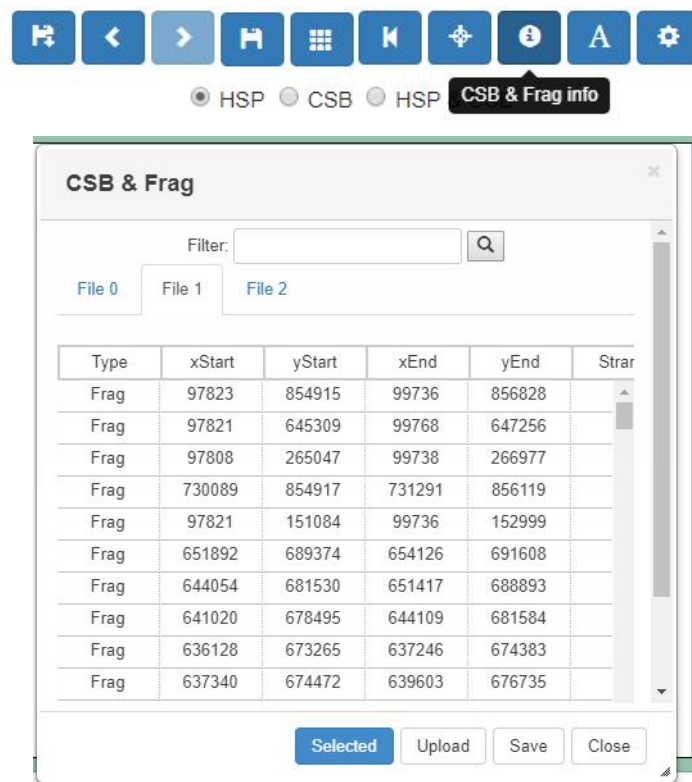 A
HSP CSB HSP
CSB & Frag info
CSB & Frag
Filter:
File 0 File 1 File 2
Type xStart yStart xEnd yEnd Stran
Frag 97823 854915 99736 856828
Frag 97821 645309 99768 647256
Frag 97808 265047 99738 266977
Frag 730089 854917 731291 856119
Frag 97821 151084 99736 152999
Frag 651892 689374 654126 691608
Frag 644054 681530 651417 688893
Frag 641020 678495 644109 681584
Frag 636128 673265 637246 674383
Frag 637340 674472 639603 676735
Selected Upload Save Close